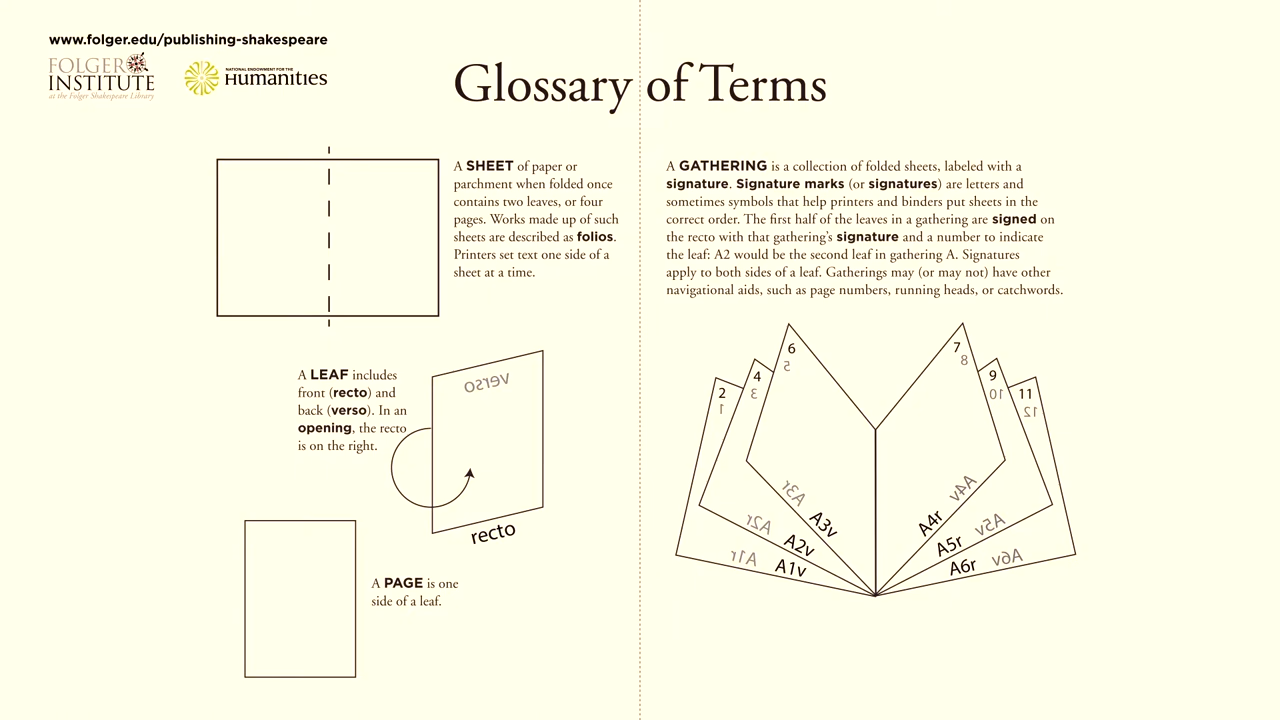 www.folger.edu/publishing-shakespeare
FOLGER
INSTITUTE
at the Folger Shakespeare Library
NATIONAL ENDOWMENT FOR THE
Humanities
Glossary of Terms
A SHEET of paper or
parchment when folded once
contains two leaves, or four
pages. Works made up of such
sheets are described as folios.
Printers set text one side of a
sheet at a time.
A LEAF includes
front (recto) and
back (verso). In an
opening, the recto
is on the right.
verso
recto
A PAGE is one
side of a leaf.
A GATHERING is a collection of folded sheets, labeled with a
signature. Signature marks (or signatures) are letters and
sometimes symbols that help printers and binders put sheets in the
correct order. The first half of the leaves in a gathering are signed on
the recto with that gathering's signature and a number to indicate
the leaf: A2 would be the second leaf in gathering A. Signatures
apply to both sides of a leaf. Gatherings may (or may not) have other
navigational aids, such as page numbers, running heads, or catchwords.
6 7
5 8
4 9
3 10
2 11
1 12
A3r A4v
A3v A4r
A2r A5v
A2v A5r
A1r A6v
A1v A6r